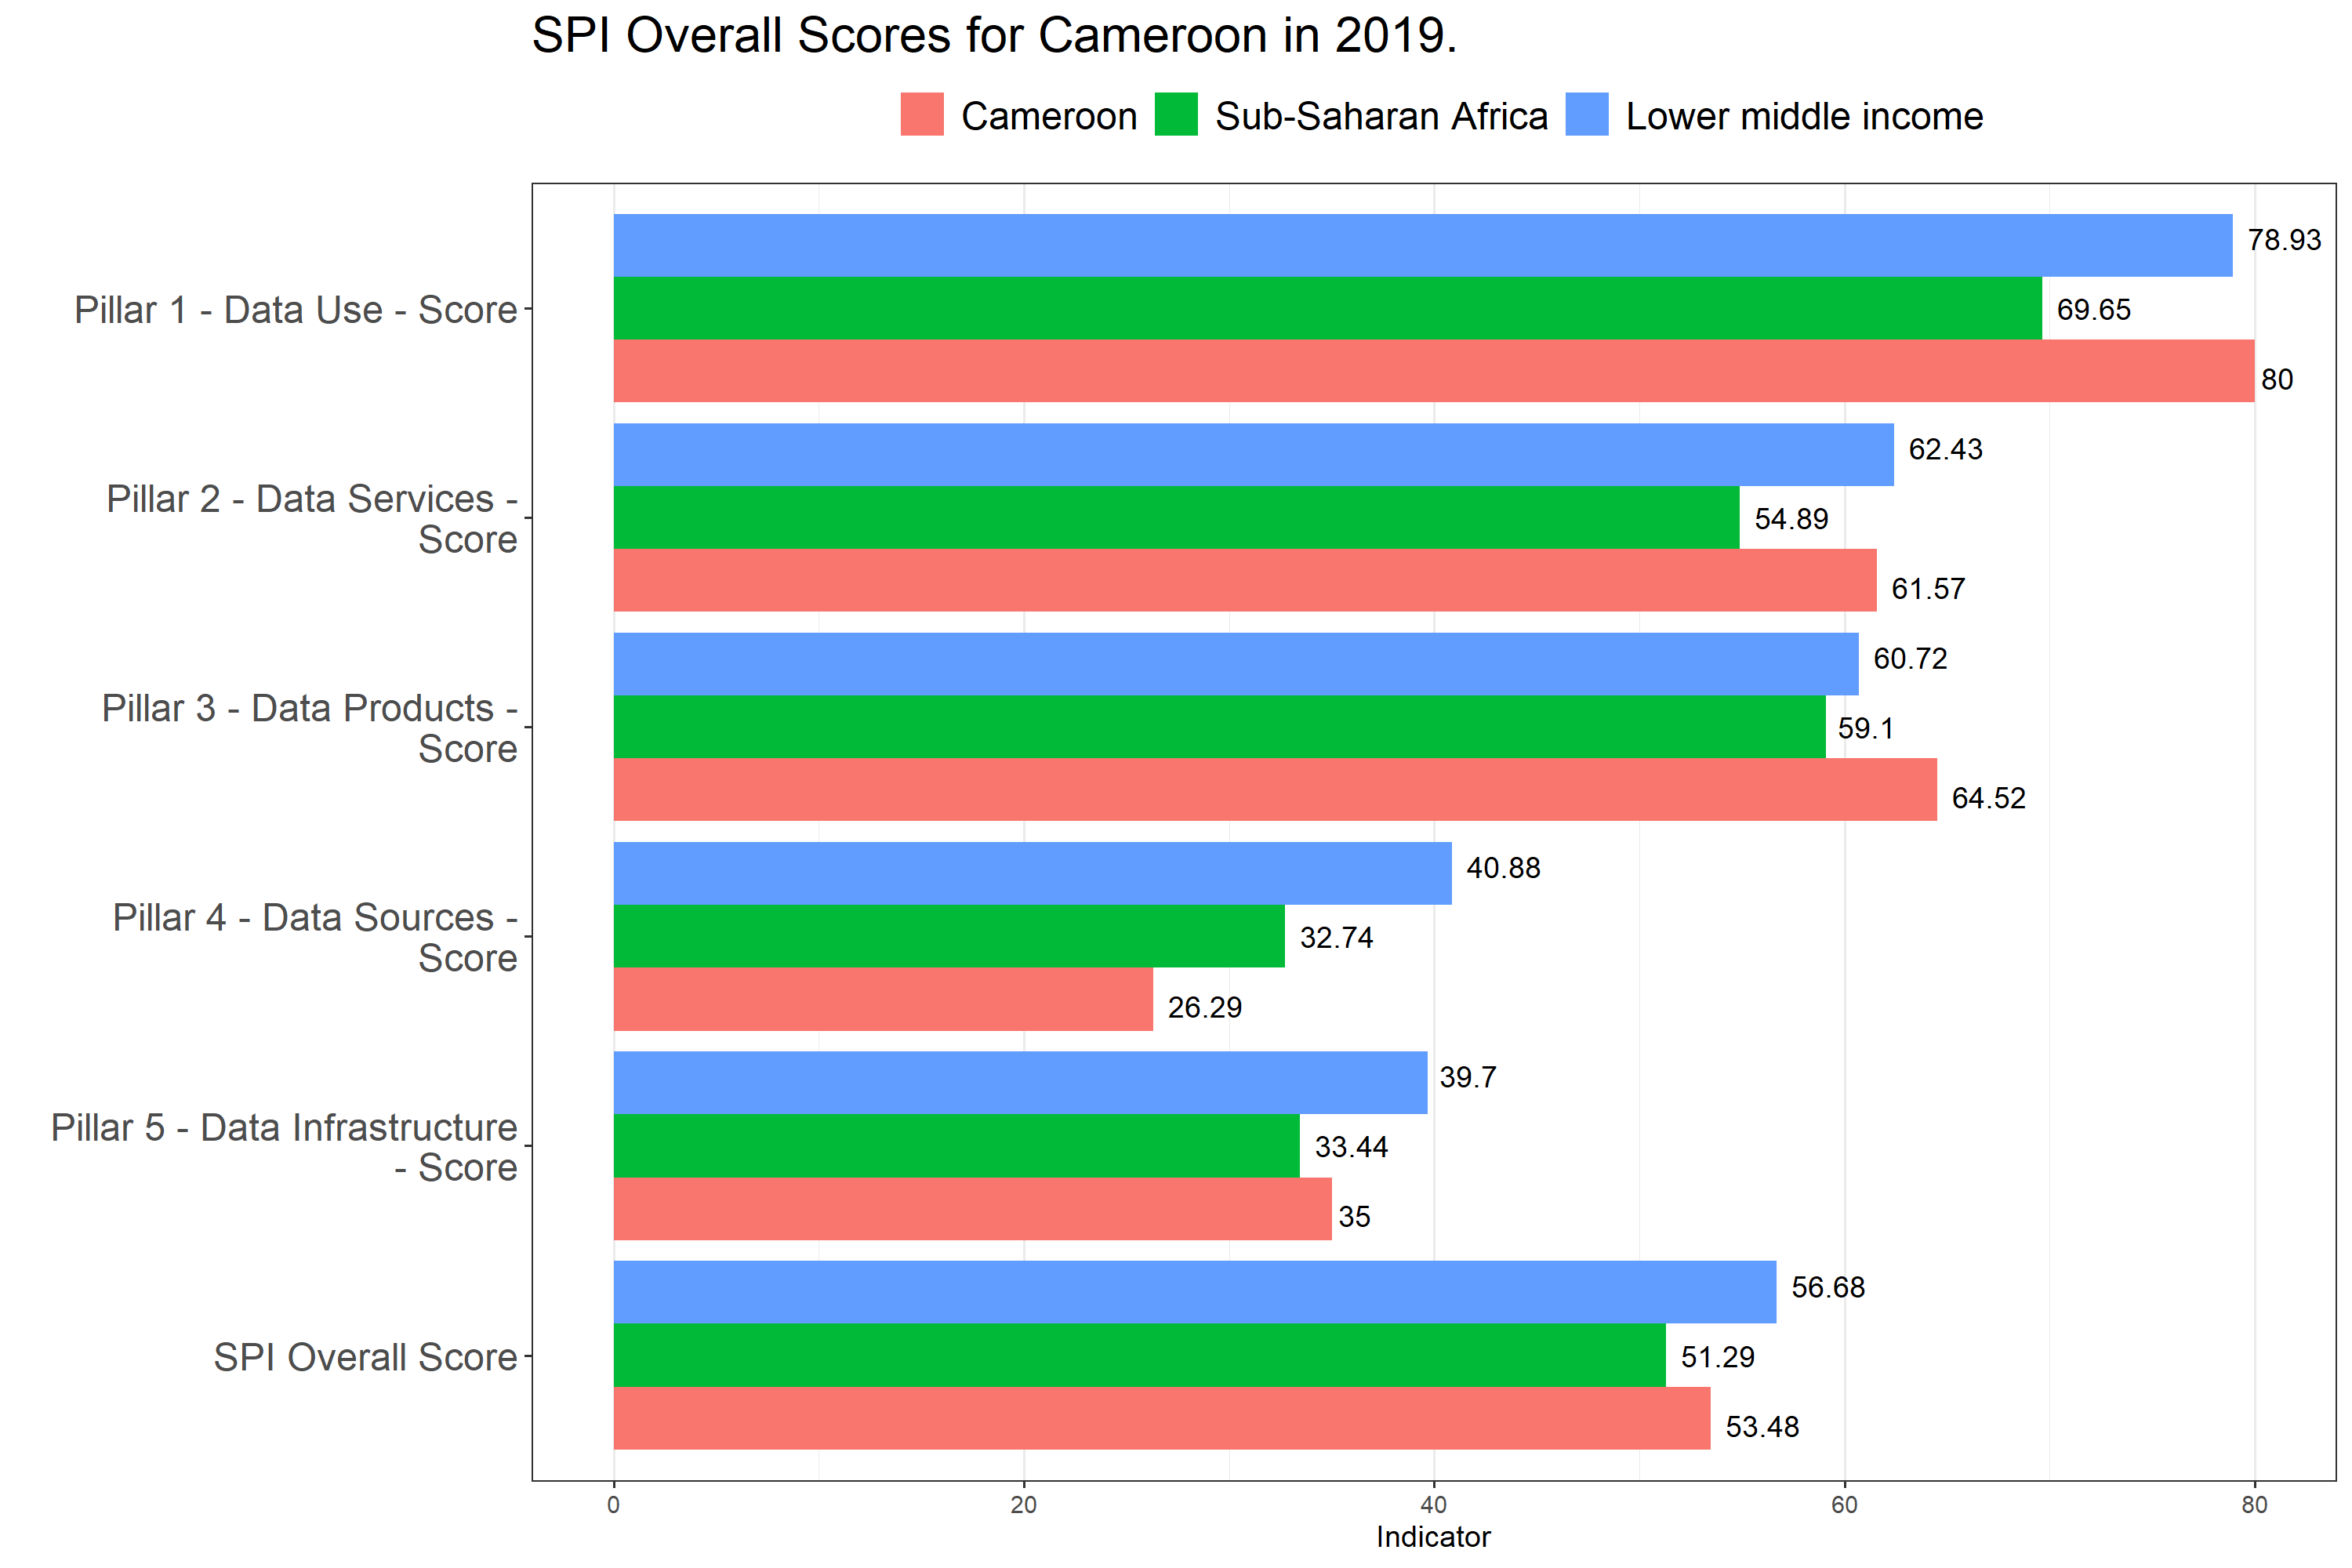 SPI Overall Scores for Cameroon in 2019.
Cameroon Sub-Saharan Africa Lower middle income
78.93
Pillar 1 - Data Use - Score
69.65
80
62.43
Pillar 2 - Data Services -
Score
54.89
61.57
60.72
Pillar 3 - Data Products -
Score
59.1
64.52
40.88
Pillar 4 - Data Sources -
Score
32.74
26.29
39.7
Pillar 5 - Data Infrastructure
- Score
33.44
35
56.68
SPI Overall Score
51.29
53.48
0 20 40 60 80
Indicator